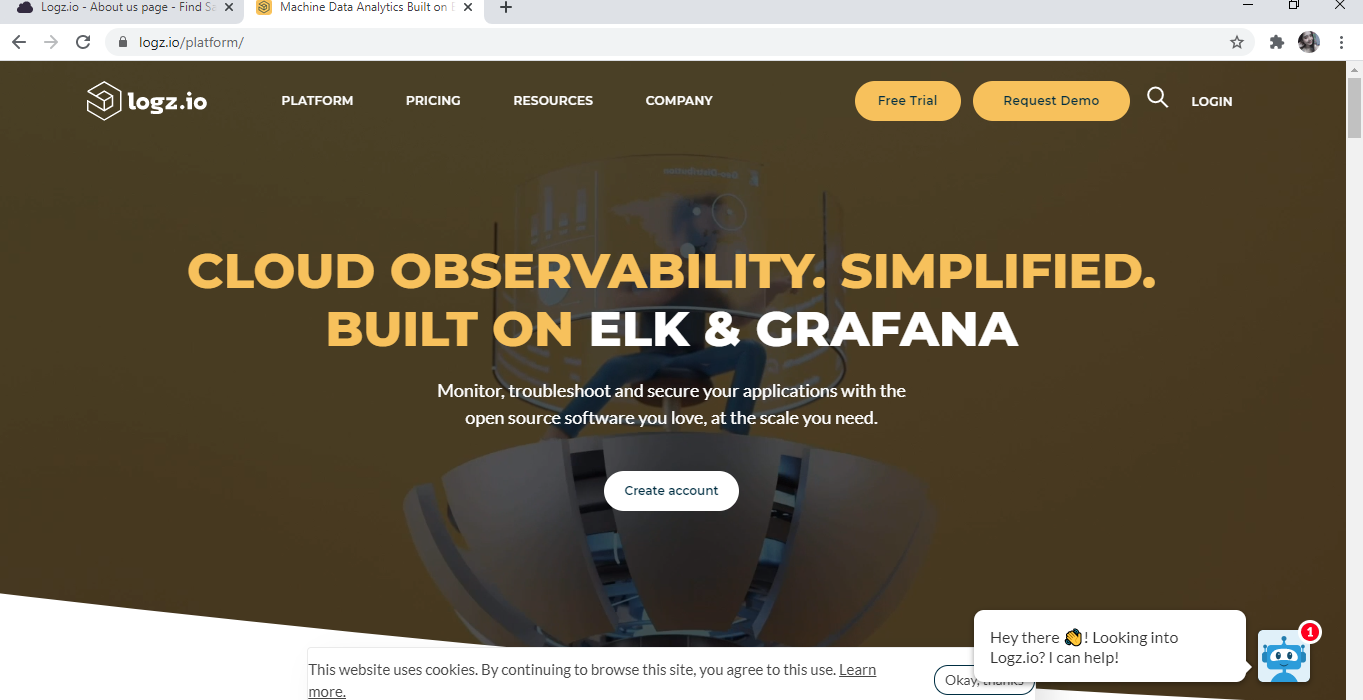 Logz.io - About us page - Find Sa
Machine Data Analytics Built on E
logz.io/platform/
logz.io
PLATFORM
PRICING
RESOURCES
COMPANY
Free Trial
Request Demo
LOGIN
CLOUD OBSERVABILITY. SIMPLIFIED.
BUILT ON ELK & GRAFANA
Monitor, troubleshoot and secure your applications with the
open source software you love, at the scale you need.
Create account
Hey there 👋! Looking into
Logz.io? I can help!
1
This website uses cookies. By continuing to browse this site, you agree to this use. Learn
more.
Okay, thanks